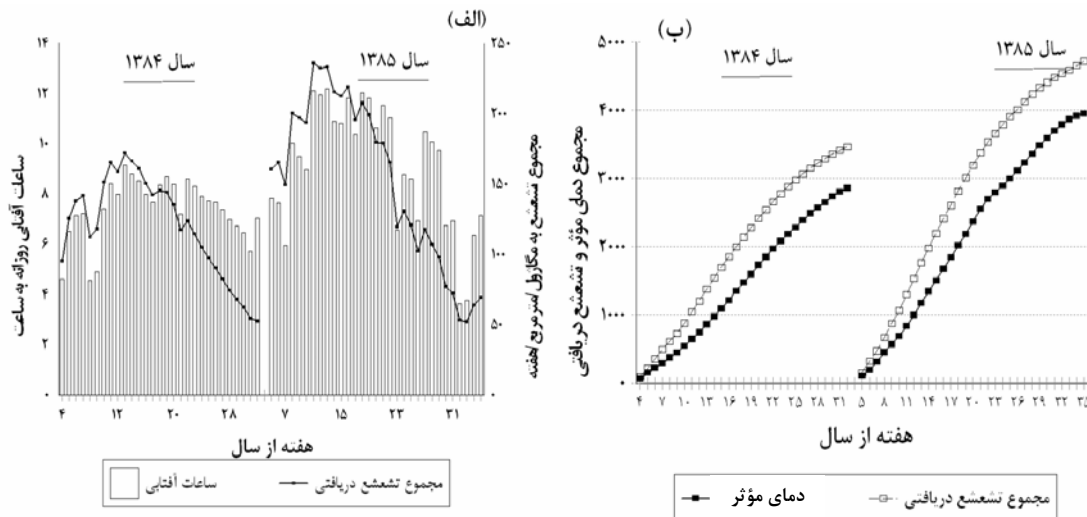 (الف)
سال ۱۳۸۴
سال ۱۳۸۵
ساعات آفتابی روزانه به ساعت
۱۴
۱۲
۱۰
۸
۶
۴
۲
۰
مجموع تشعشع به مگاژول/مترمربع/هفته
۲۵۰
۲۰۰
۱۵۰
۱۰۰
۵۰
۰
۴ ۱۲ ۲۰ ۲۸ ۷ ۱۵ ۲۳ ۳۱
هفته از سال
ساعات آفتابی
مجموع تشعشع دریافتی
(ب)
سال ۱۳۸۴
سال ۱۳۸۵
مجموع دمای مؤثر و تشعشع دریافتی
۵۰۰۰
۴۰۰۰
۳۰۰۰
۲۰۰۰
۱۰۰۰
۰
۴ ۷ ۱۰ ۱۳ ۱۶ ۱۹ ۲۲ ۲۵ ۲۸ ۳۱ ۵ ۸ ۱۱ ۱۴ ۱۷ ۲۰ ۲۳ ۲۶ ۲۹ ۳۲ ۳۵
هفته از سال
دمای مؤثر
مجموع تشعشع دریافتی